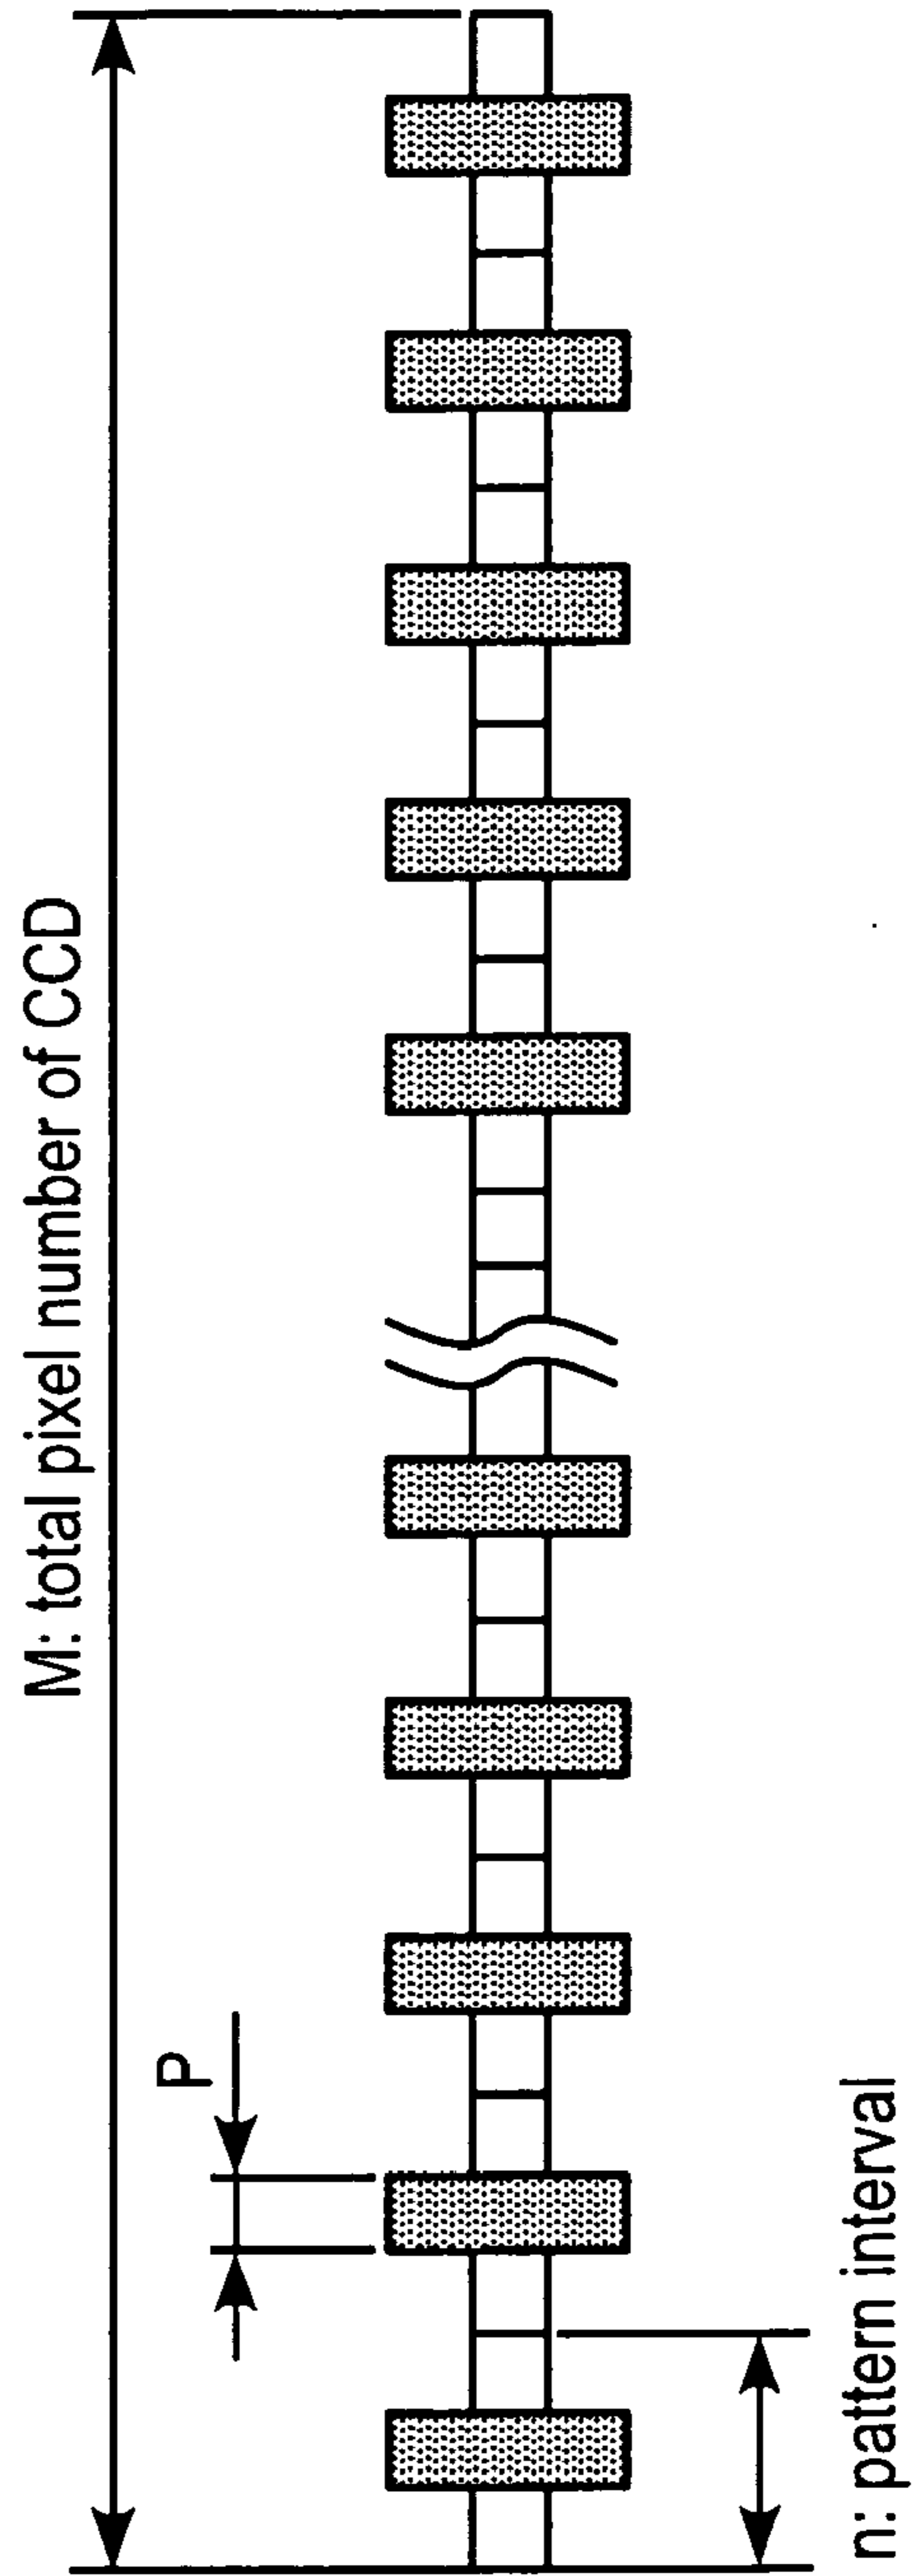 M: total pixel number of CCD
P
n: pattern interval